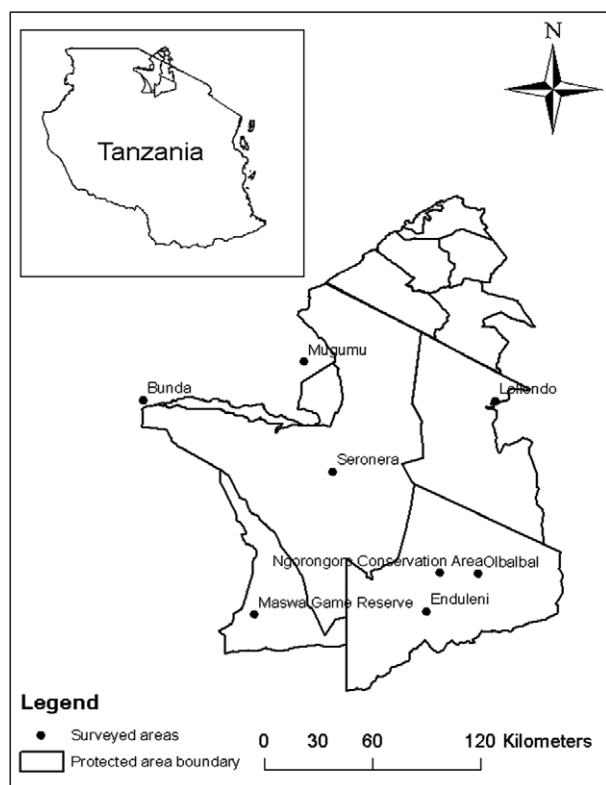 N
Tanzania
Mugumu
Bunda
Loliondo
Seronera
Ngorongoro Conservation Area Olbalbal
Maswa Game Reserve Enduleni
Legend
Surveyed areas
Protected area boundary
0 30 60 120 Kilometers